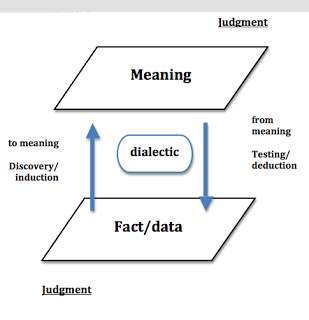 Judgment
Meaning
from
meaning
to meaning
dialectic
Testing/
deduction
Discovery/
induction
Fact/data
Judgment